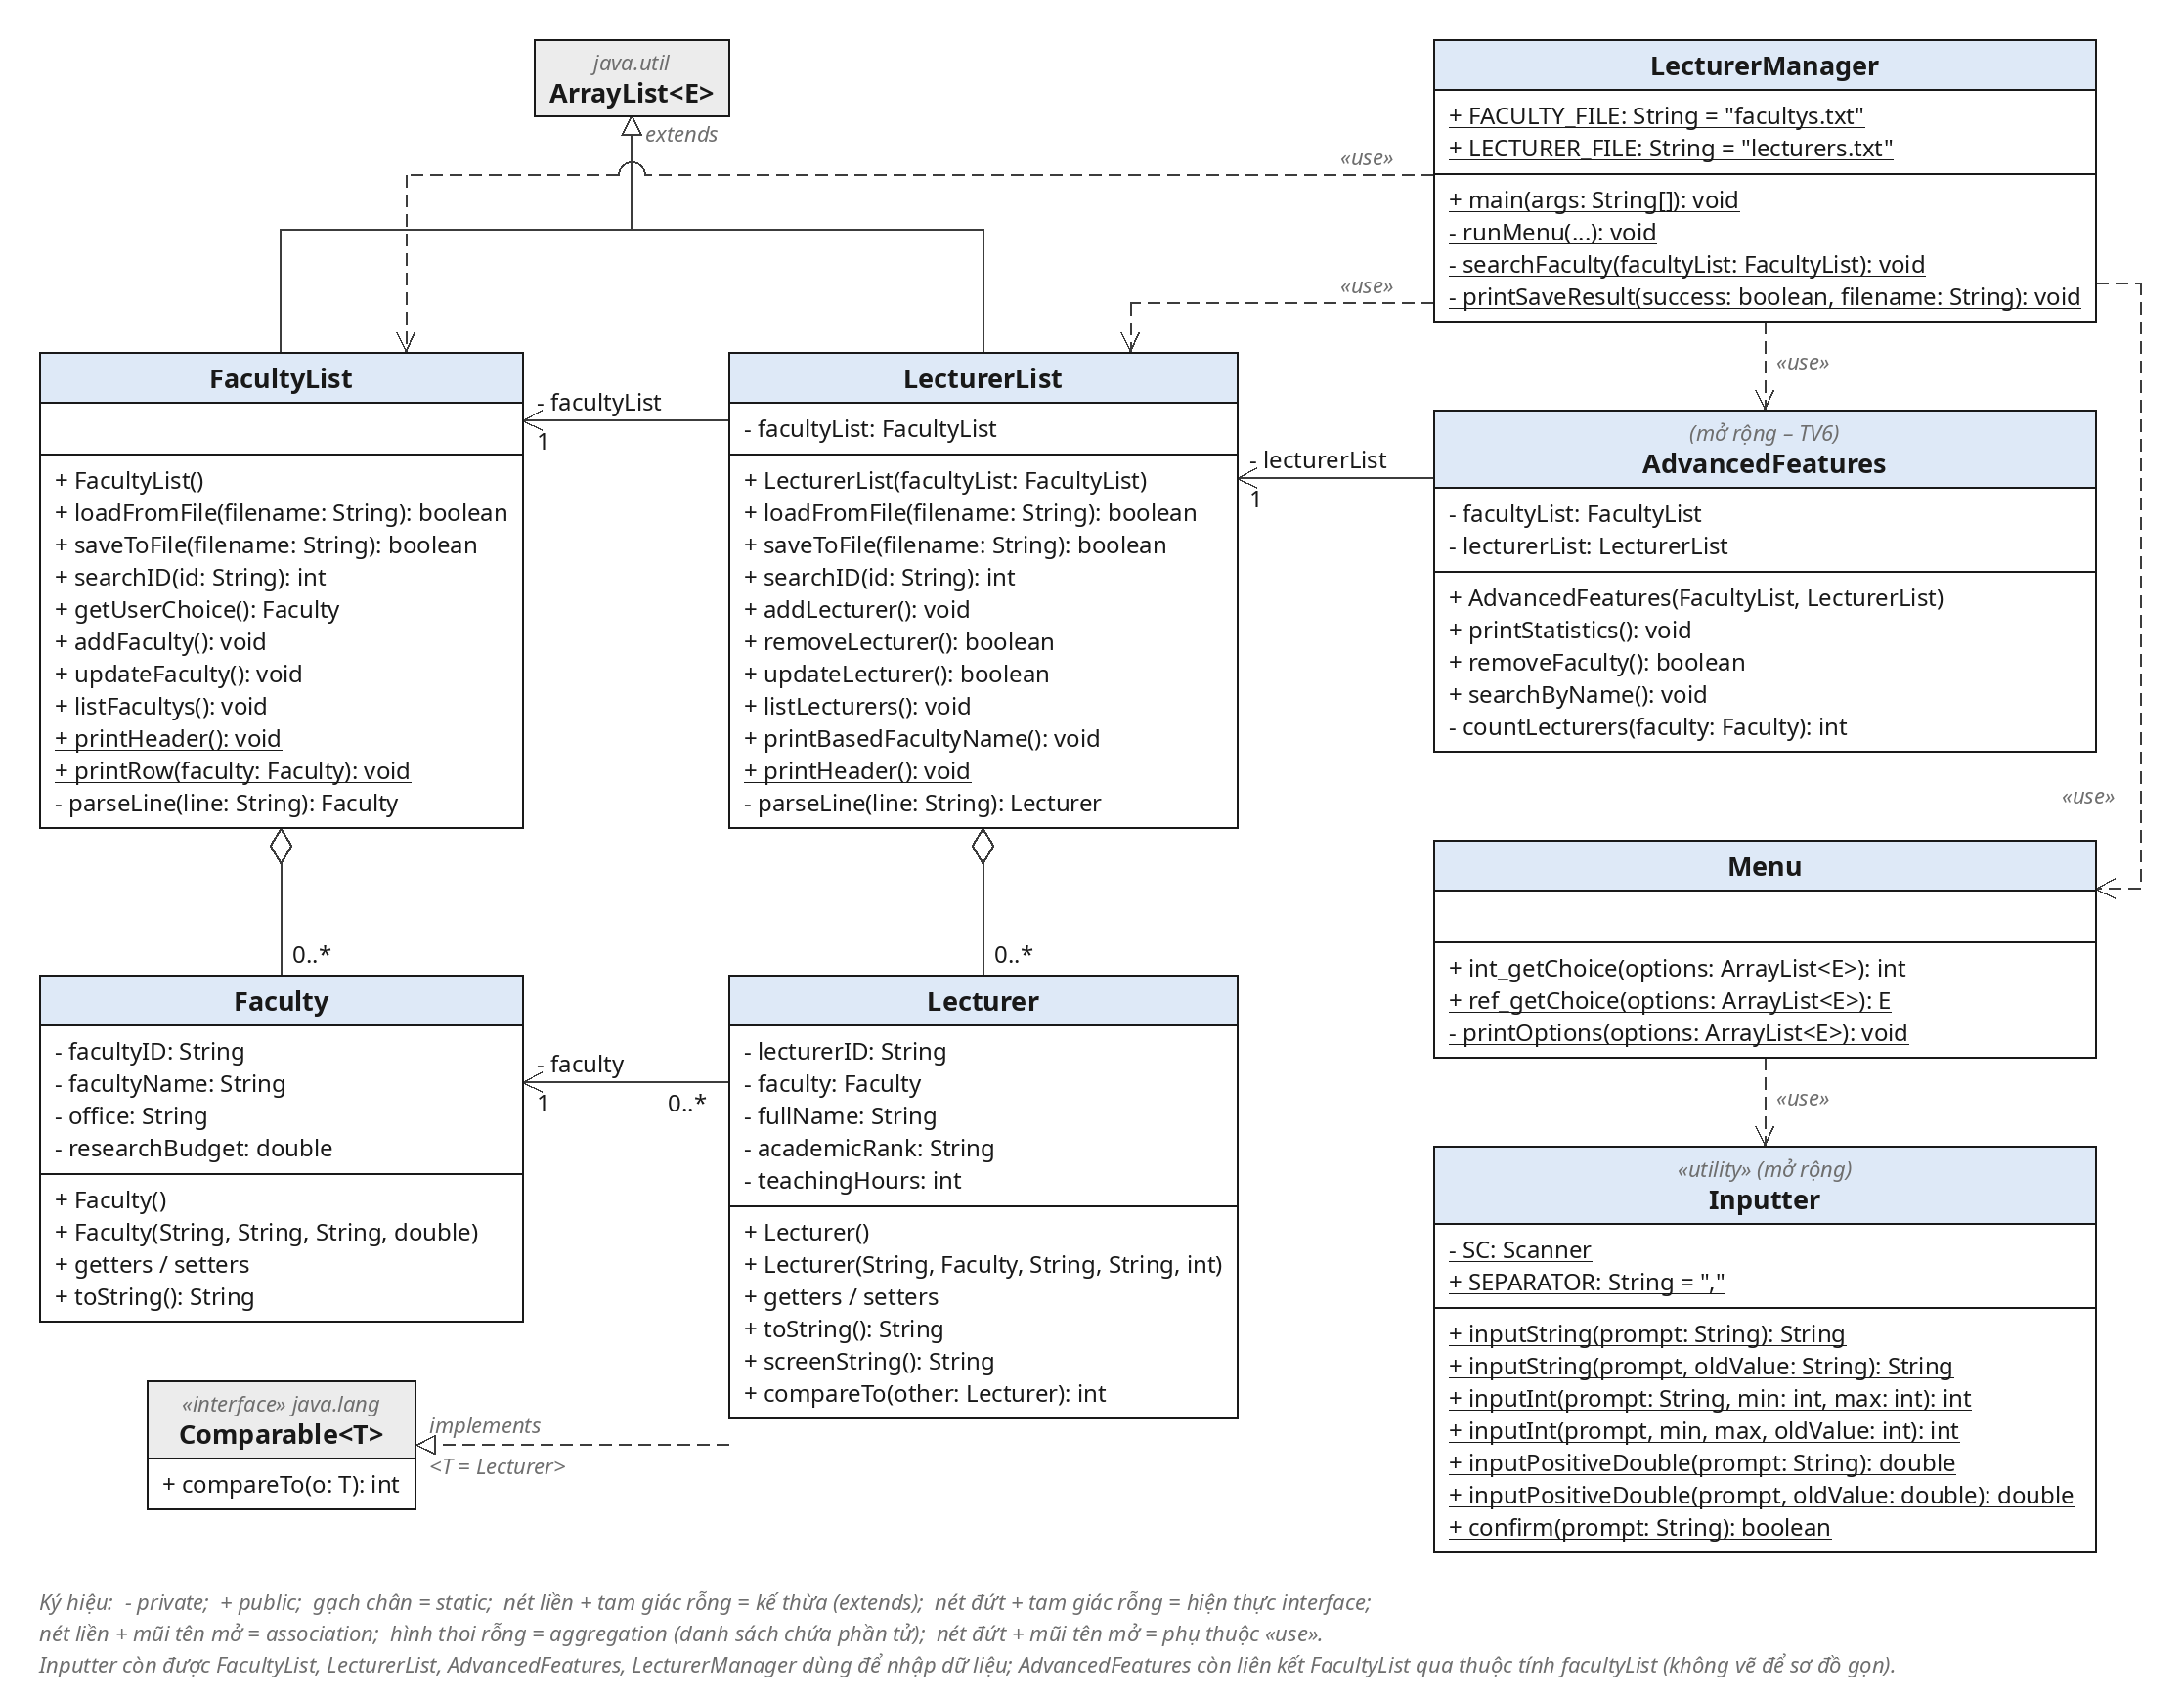 java.util
ArrayList<E>
extends
LecturerManager
+ FACULTY_FILE: String = "facultys.txt"
+ LECTURER_FILE: String = "lecturers.txt"
+ main(args: String[]): void
- runMenu(...): void
- searchFaculty(facultyList: FacultyList): void
- printSaveResult(success: boolean, filename: String): void
«use»
«use»
«use»
«use»
FacultyList
+ FacultyList()
+ loadFromFile(filename: String): boolean
+ saveToFile(filename: String): boolean
+ searchID(id: String): int
+ getUserChoice(): Faculty
+ addFaculty(): void
+ updateFaculty(): void
+ listFacultys(): void
+ printHeader(): void
+ printRow(faculty: Faculty): void
- parseLine(line: String): Faculty
- facultyList
1
LecturerList
- facultyList: FacultyList
+ LecturerList(facultyList: FacultyList)
+ loadFromFile(filename: String): boolean
+ saveToFile(filename: String): boolean
+ searchID(id: String): int
+ addLecturer(): void
+ removeLecturer(): boolean
+ updateLecturer(): boolean
+ listLecturers(): void
+ printBasedFacultyName(): void
+ printHeader(): void
- parseLine(line: String): Lecturer
- lecturerList
1
(mở rộng – TV6)
AdvancedFeatures
- facultyList: FacultyList
- lecturerList: LecturerList
+ AdvancedFeatures(FacultyList, LecturerList)
+ printStatistics(): void
+ removeFaculty(): boolean
+ searchByName(): void
- countLecturers(faculty: Faculty): int
0..*
0..*
Faculty
- facultyID: String
- facultyName: String
- office: String
- researchBudget: double
+ Faculty()
+ Faculty(String, String, String, double)
+ getters / setters
+ toString(): String
- faculty
1
0..*
Lecturer
- lecturerID: String
- faculty: Faculty
- fullName: String
- academicRank: String
- teachingHours: int
+ Lecturer()
+ Lecturer(String, Faculty, String, String, int)
+ getters / setters
+ toString(): String
+ screenString(): String
+ compareTo(other: Lecturer): int
Menu
+ int_getChoice(options: ArrayList<E>): int
+ ref_getChoice(options: ArrayList<E>): E
- printOptions(options: ArrayList<E>): void
«use»
«utility» (mở rộng)
Inputter
- SC: Scanner
+ SEPARATOR: String = ","
+ inputString(prompt: String): String
+ inputString(prompt, oldValue: String): String
+ inputInt(prompt: String, min: int, max: int): int
+ inputInt(prompt, min, max, oldValue: int): int
+ inputPositiveDouble(prompt: String): double
+ inputPositiveDouble(prompt, oldValue: double): double
+ confirm(prompt: String): boolean
«interface» java.lang
Comparable<T>
+ compareTo(o: T): int
implements
<T = Lecturer>
Ký hiệu: - private; + public; gạch chân = static; nét liền + tam giác rỗng = kế thừa (extends); nét đứt + tam giác rỗng = hiện thực interface;
nét liền + mũi tên mở = association; hình thoi rỗng = aggregation (danh sách chứa phần tử); nét đứt + mũi tên mở = phụ thuộc «use».
Inputter còn được FacultyList, LecturerList, AdvancedFeatures, LecturerManager dùng để nhập dữ liệu; AdvancedFeatures còn liên kết FacultyList qua thuộc tính facultyList (không vẽ để sơ đồ gọn).